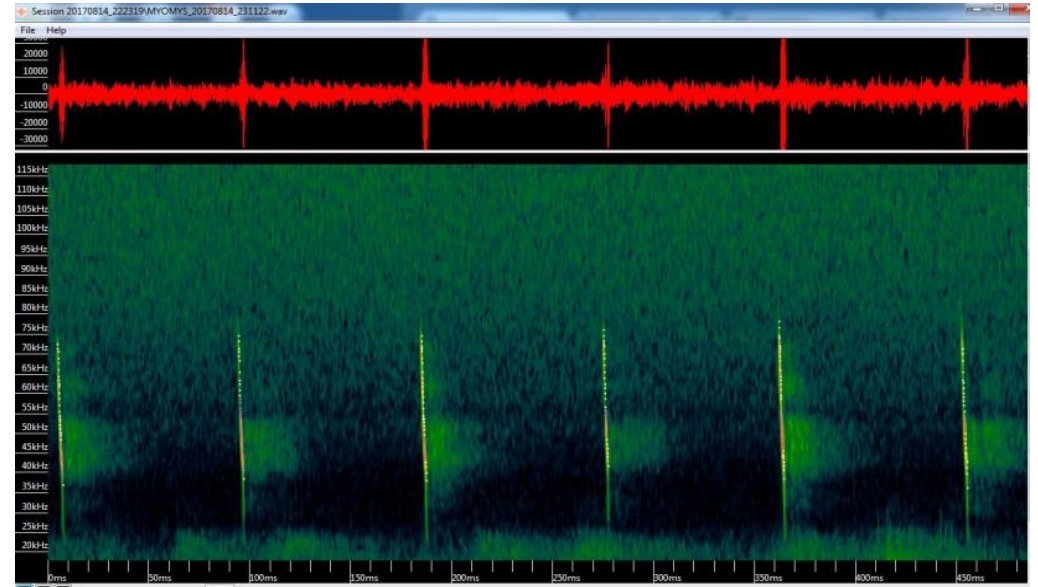 Session 20170814_222319\MYOMYS_20170814_231122.wav
File Help
20000
10000
0
-10000
-20000
-30000
115kHz
110kHz
105kHz
100kHz
95kHz
90kHz
85kHz
80kHz
75kHz
70kHz
65kHz
60kHz
55kHz
50kHz
45kHz
40kHz
35kHz
30kHz
25kHz
20kHz
0ms 50ms 100ms 150ms 200ms 250ms 300ms 350ms 400ms 450ms